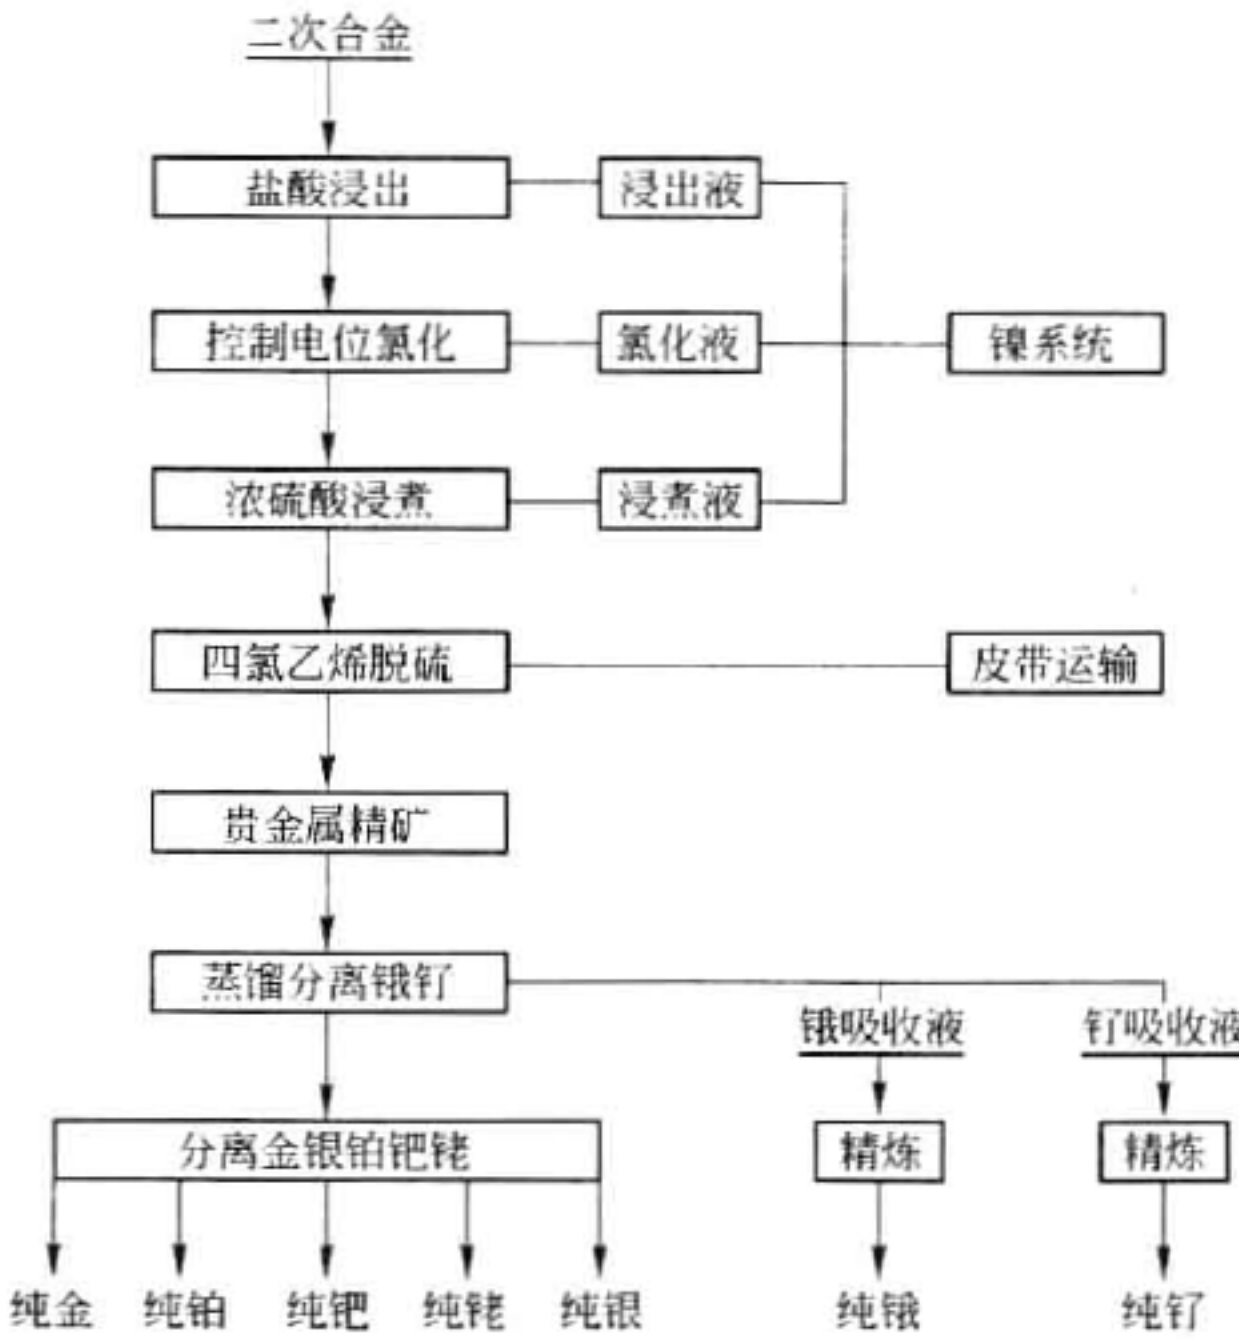 二次合金
盐酸浸出 浸出液
控制电位氯化 氯化液 镍系统
浓硫酸浸煮 浸煮液
四氯乙烯脱硫 皮带运输
贵金属精矿
蒸馏分离锇钌
锇吸收液 钌吸收液
分离金银铂钯铑 精炼 精炼
纯金 纯铂 纯钯 纯铑 纯银 纯锇 纯钌